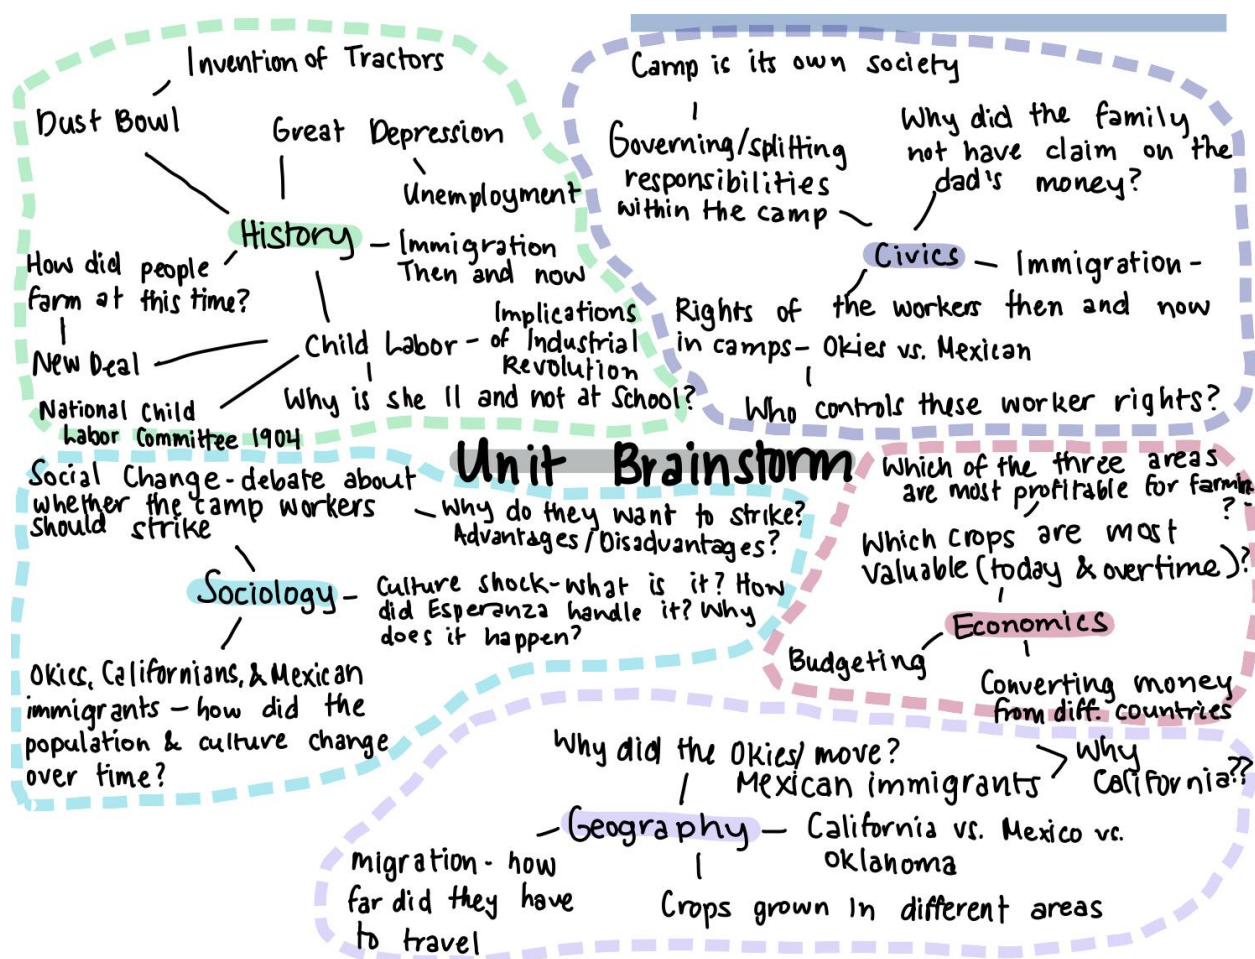 Invention of Tractors
Dust Bowl
Great Depression
Unemployment
History
Immigration
Then and now
How did people
farm at this time?
New Deal
Child Labor -
Implications
of Industrial
Revolution
Why is she 11 and not at School?
National Child
Labor Committee 1904
Camp is its own society
Governing/splitting
responsibilities
within the camp
Why did the family
not have claim on the
dad's money?
Civics
Immigration -
Rights of the workers then and now
in camps - Okies vs. Mexican
Who controls these worker rights?
Unit Brainstorm
Social Change - debate about
whether the camp workers
should strike
Why do they want to strike?
Advantages/Disadvantages?
Sociology
Culture shock - what is it? How
did Esperanza handle it? Why
does it happen?
Okies, Californians, & Mexican
immigrants - how did the
population & culture change
over time?
Which of the three areas
are most profitable for farmin
?-
Which crops are most
valuable (today & overtime)?
Economics
Budgeting
Converting money
from diff. countries
Why did the Okies/ move?
Mexican immigrants
Why
California??
Geography
California vs. Mexico vs.
Oklahoma
migration - how
far did they have
to travel
Crops grown in different areas